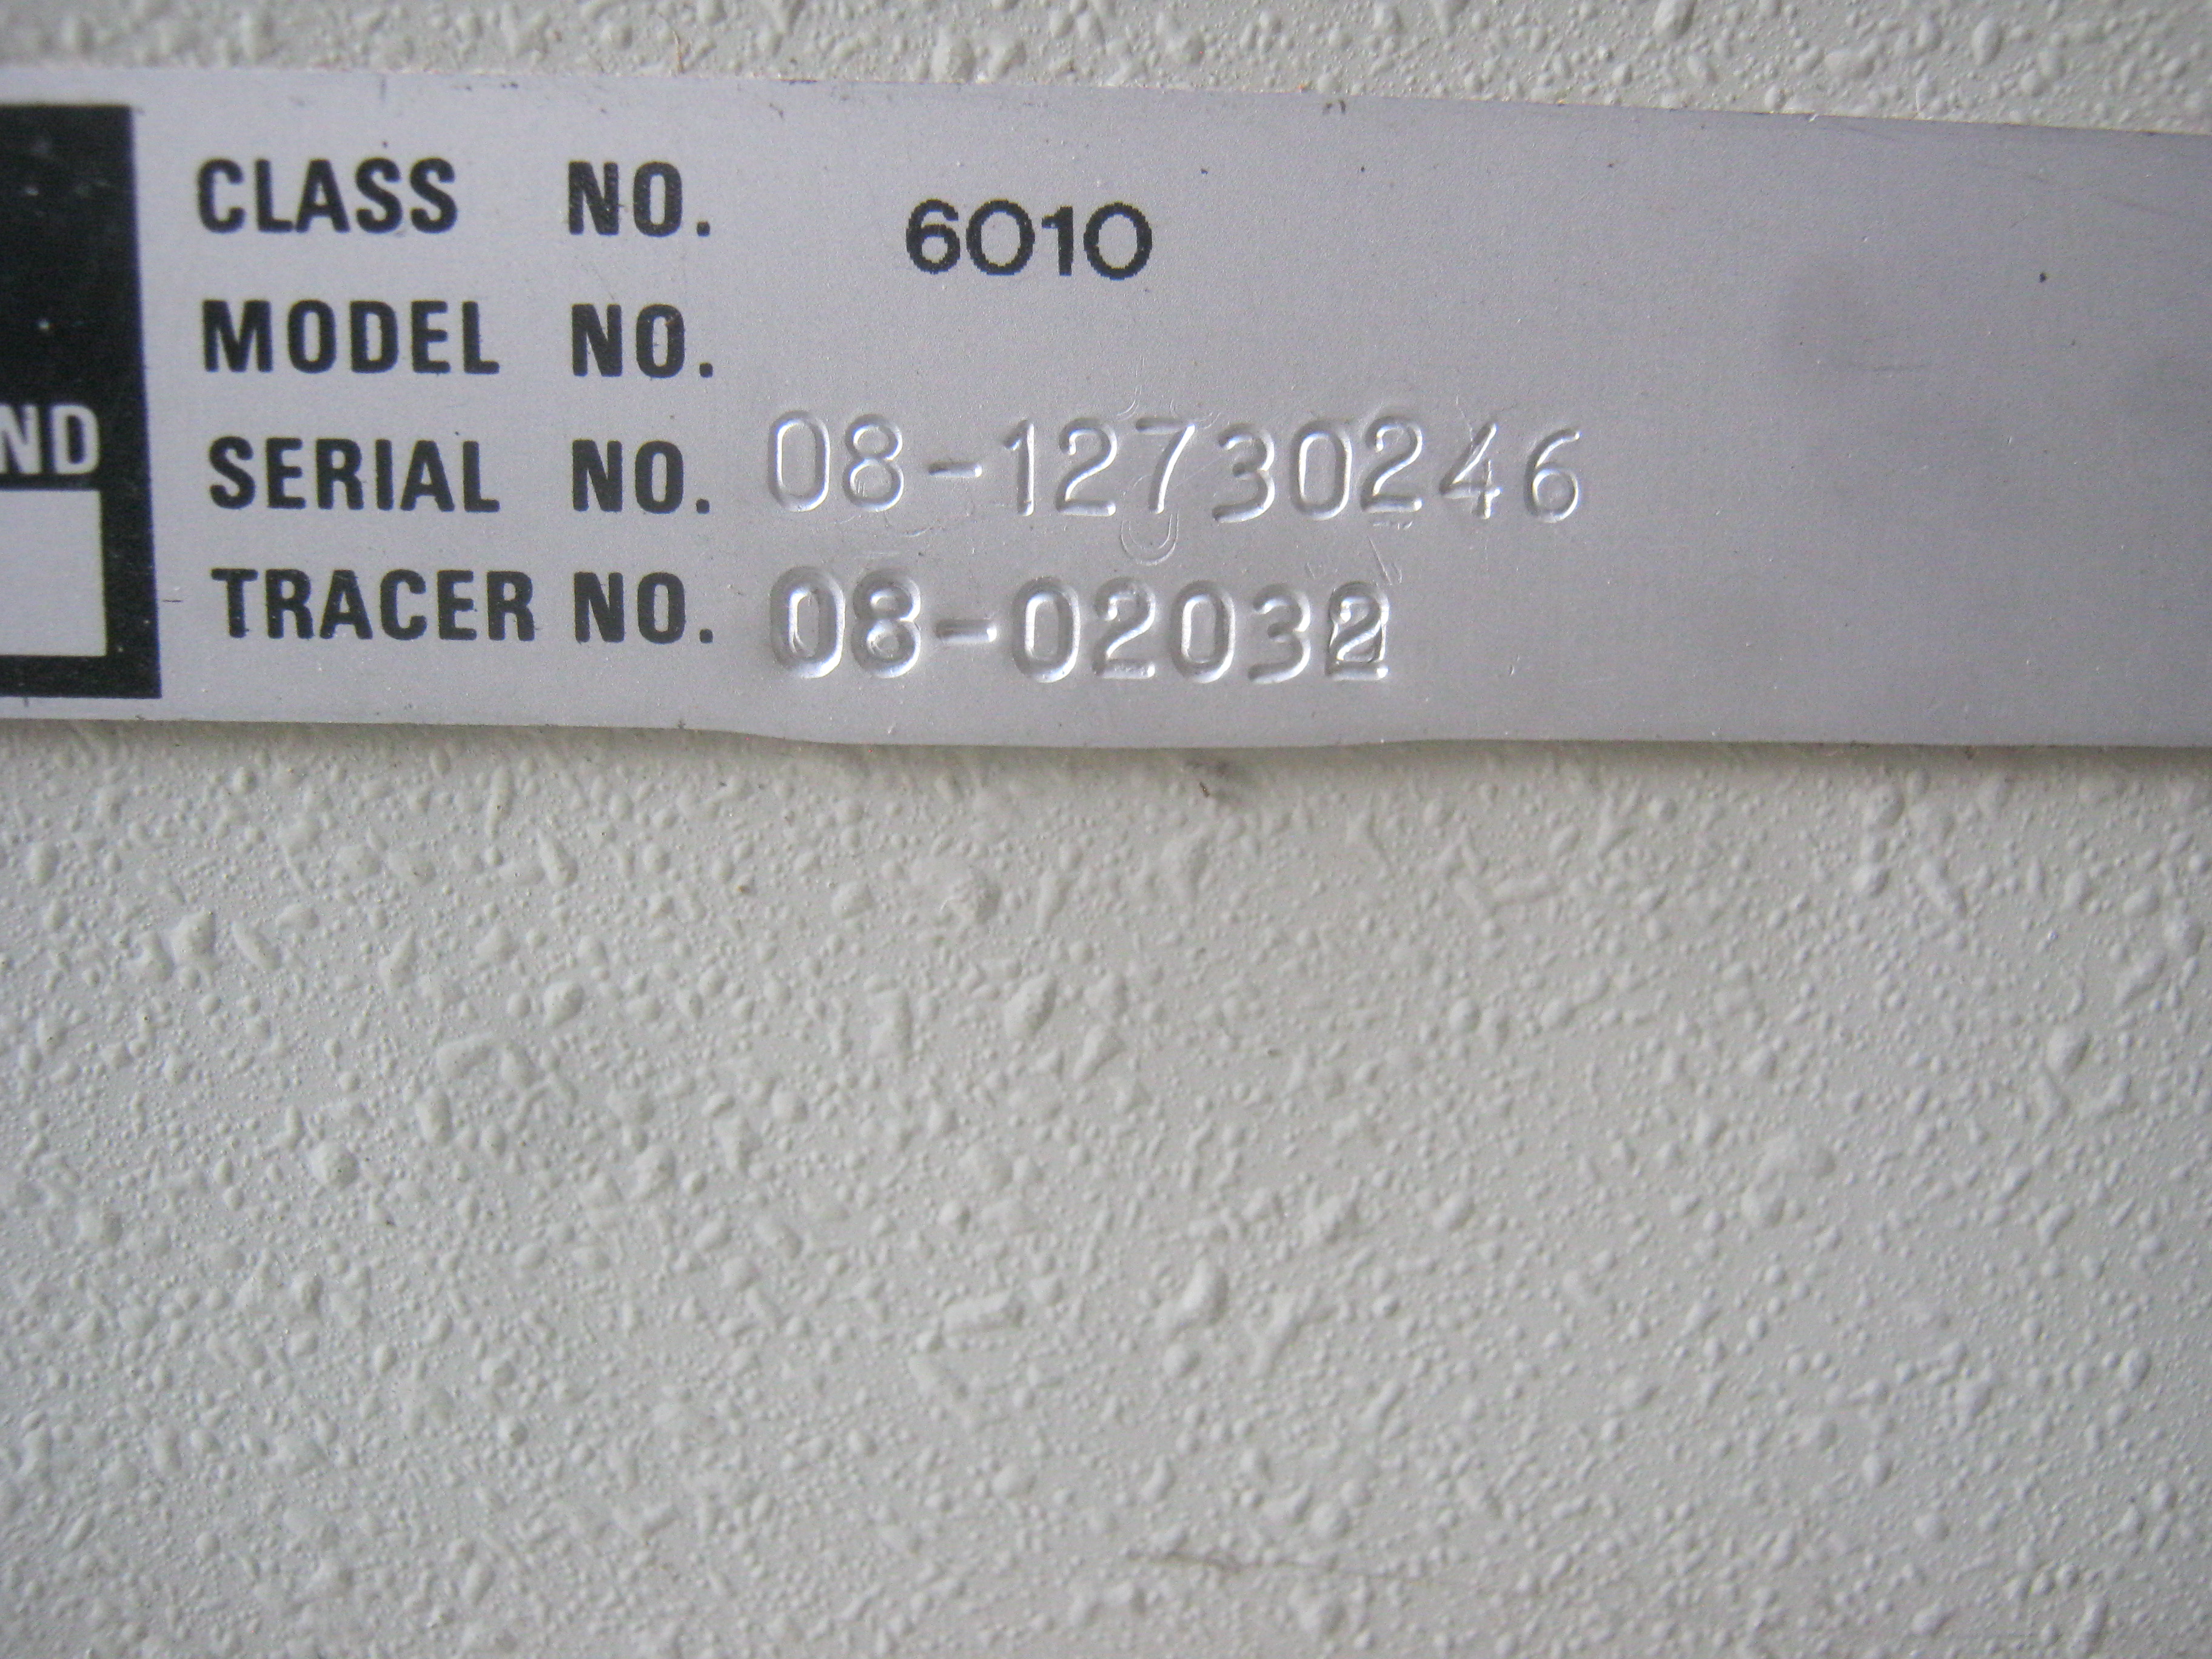 CLASS NO. 6010
MODEL NO.
ND
SERIAL NO. 08-12730246
TRACER NO. 08-02032